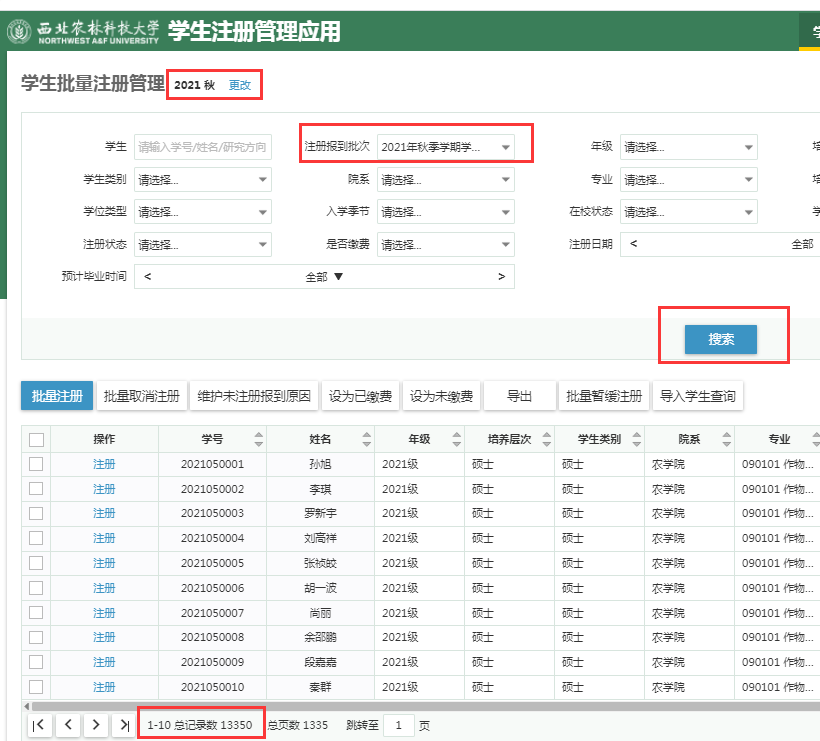 西北农林科技大学 学生注册管理应用
NORTHWEST A&F UNIVERSITY
学生批量注册管理 2021 秋 更改
学生 请输入学号/姓名/研究方向 注册报到批次 2021年秋季学期学... 年级 请选择...
学生类别 请选择... 院系 请选择... 专业 请选择...
学位类型 请选择... 入学季节 请选择... 在校状态 请选择...
注册状态 请选择... 是否缴费 请选择... 注册日期 < 全部
预计毕业时间 < 全部 ▼ >
搜索
批量注册 批量取消注册 维护未注册报到原因 设为已缴费 设为未缴费 导出 批量暂缓注册 导入学生查询
操作 学号 姓名 年级 培养层次 学生类别 院系 专业
注册 2021050001 孙旭 2021级 硕士 硕士 农学院 090101 作物...
注册 2021050002 李琪 2021级 硕士 硕士 农学院 090101 作物...
注册 2021050003 罗新宇 2021级 硕士 硕士 农学院 090101 作物...
注册 2021050004 刘高祥 2021级 硕士 硕士 农学院 090101 作物...
注册 2021050005 张祯皎 2021级 硕士 硕士 农学院 090101 作物...
注册 2021050006 胡一波 2021级 硕士 硕士 农学院 090101 作物...
注册 2021050007 尚丽 2021级 硕士 硕士 农学院 090101 作物...
注册 2021050008 余邵鹏 2021级 硕士 硕士 农学院 090101 作物...
注册 2021050009 段嘉嘉 2021级 硕士 硕士 农学院 090101 作物...
注册 2021050010 秦群 2021级 硕士 硕士 农学院 090101 作物...
1-10 总记录数 13350 总页数 1335 跳转至 1 页